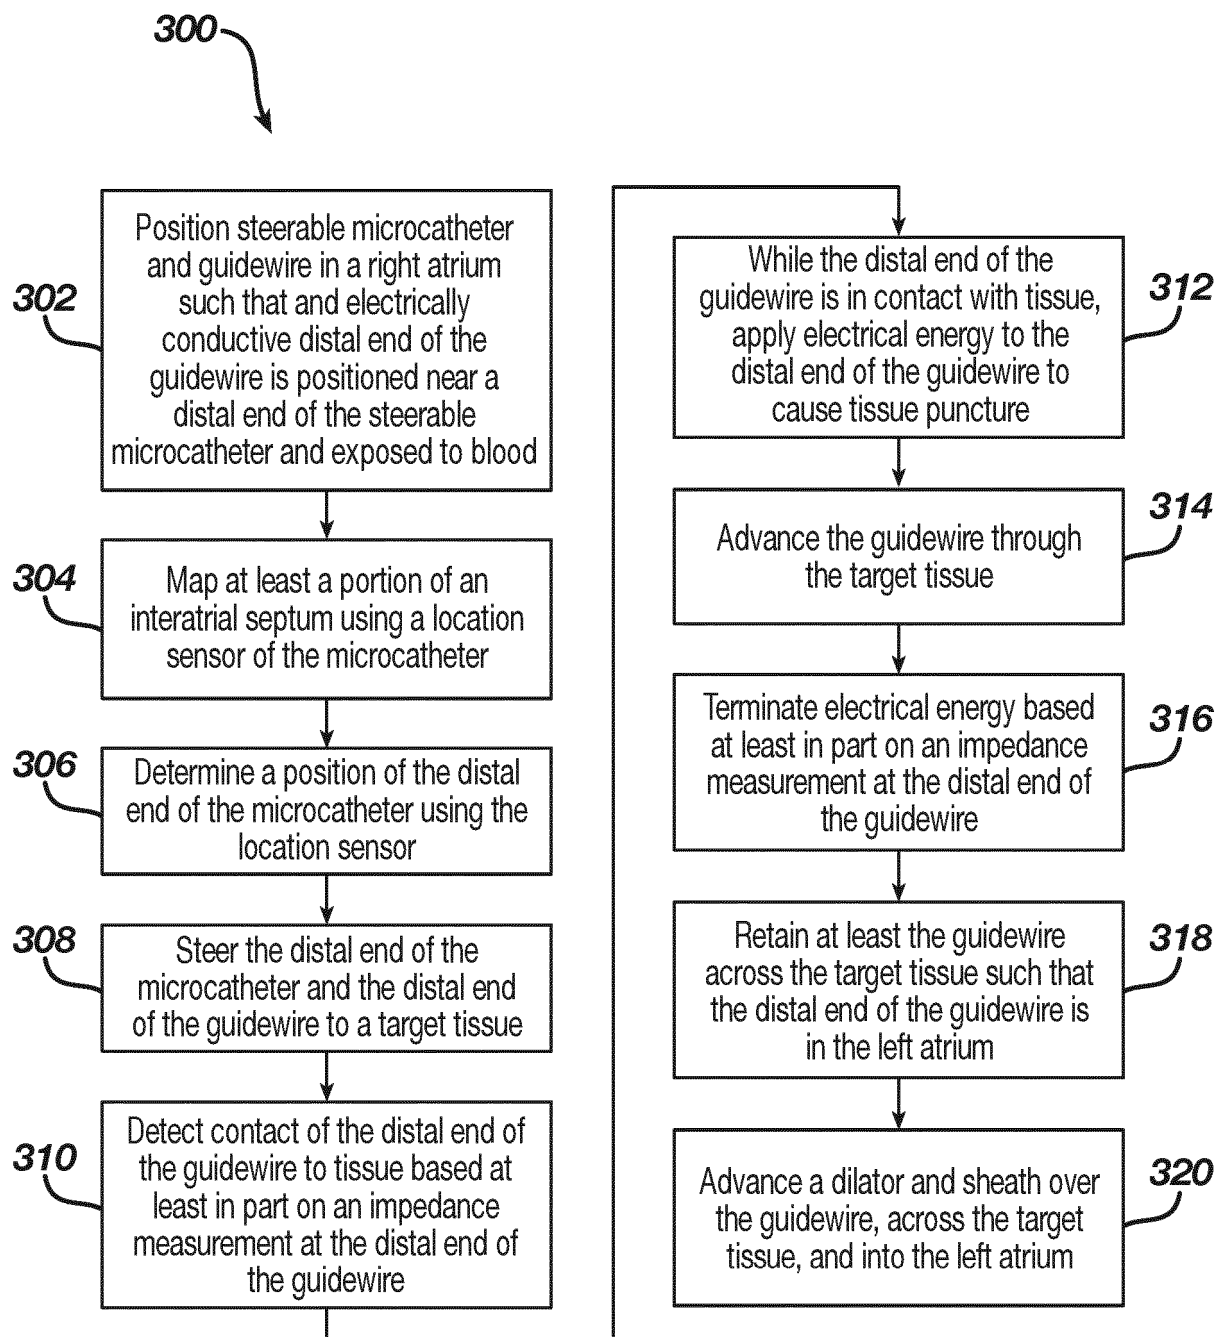 300
302
Position steerable microcatheter
and guidewire in a right atrium
such that and electrically
conductive distal end of the
guidewire is positioned near a
distal end of the steerable
microcatheter and exposed to blood
304
Map at least a portion of an
interatrial septum using a location
sensor of the microcatheter
306
Determine a position of the distal
end of the microcatheter using the
location sensor
308
Steer the distal end of the
microcatheter and the distal end
of the guidewire to a target tissue
310
Detect contact of the distal end of
the guidewire to tissue based at
least in part on an impedance
measurement at the distal end of
the guidewire
312
While the distal end of the
guidewire is in contact with tissue,
apply electrical energy to the
distal end of the guidewire to
cause tissue puncture
314
Advance the guidewire through
the target tissue
316
Terminate electrical energy based
at least in part on an impedance
measurement at the distal end of
the guidewire
318
Retain at least the guidewire
across the target tissue such that
the distal end of the guidewire is
in the left atrium
320
Advance a dilator and sheath over
the guidewire, across the target
tissue, and into the left atrium